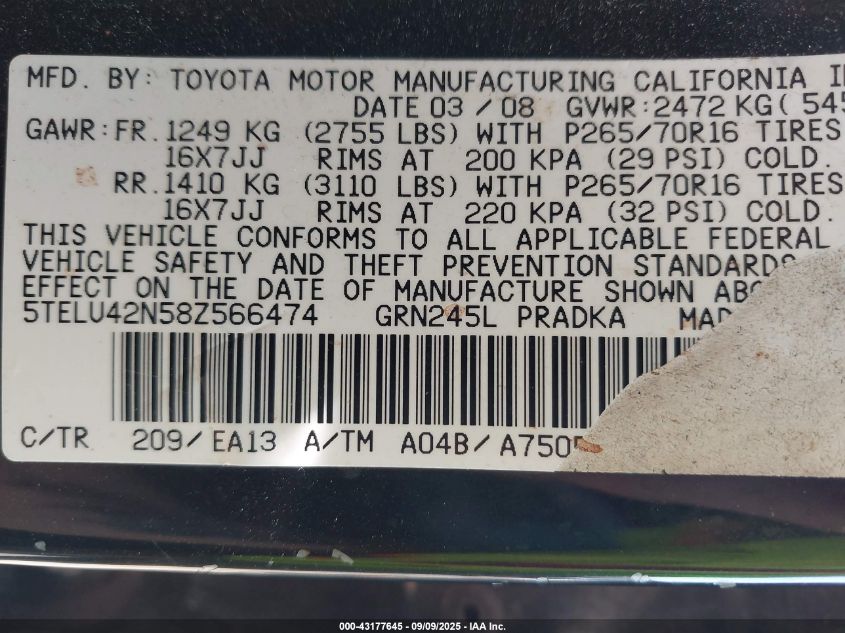 MFD. BY: TOYOTA MOTOR MANUFACTURING CALIFORNIA
DATE 03 / 08 GVWR: 2472 KG (
GAWR: FR. 1249 KG (2755 LBS) WITH P265/70R16 TIRES
16X7JJ RIMS AT 200 KPA (29 PSI) COLD.
RR. 1410 KG (3110 LBS) WITH P265/70R16 TIRES
16X7JJ RIMS AT 220 KPA (32 PSI) COLD.
THIS VEHICLE CONFORMS TO ALL APPLICABLE FEDERAL
VEHICLE SAFETY AND THEFT PREVENTION STANDARDS
EFFECT ON THE DATE OF MANUFACTURE SHOWN
5TELU42N58Z566474 GRN245L PRADKA
C/TR 209/EA13 A/TM A04B/
000-43177645 / 09/09/2025 - IAA Inc.